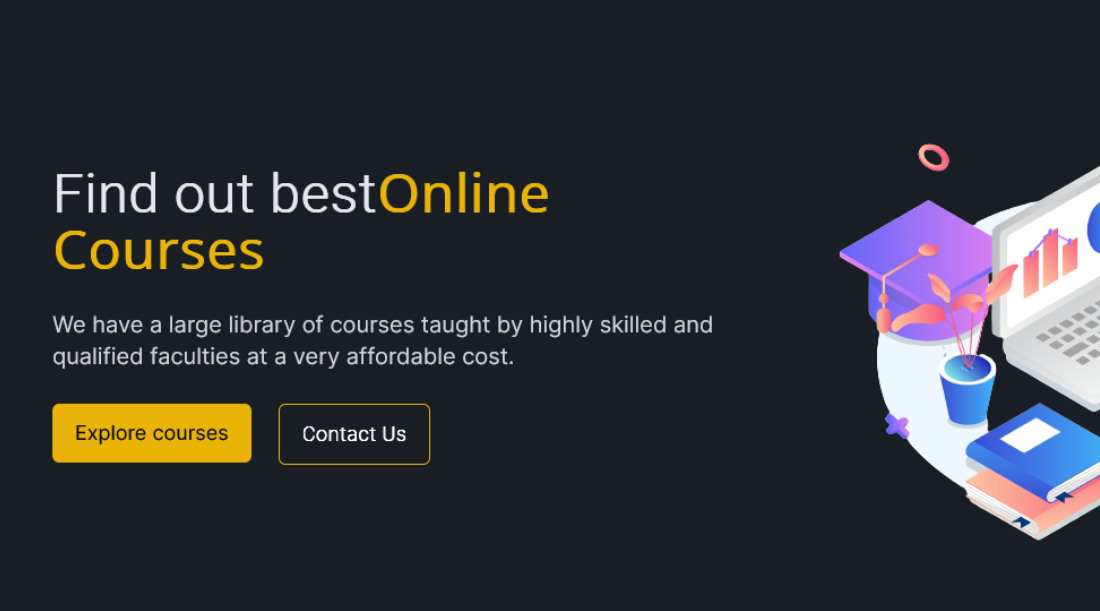 Find out bestOnline
Courses
We have a large library of courses taught by highly skilled and
qualified faculties at a very affordable cost.
Explore courses
Contact Us